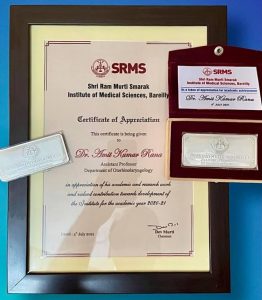 SRMS
Shri Ram Murti Smarak
Institute of Medical Sciences, Bareilly
Certificate of Appreciation
This certificate is being given
to
Dr. Amit Kumar Rana
Assistant Professor
Department of Otorhinolaryngology
in appreciation of his academic and research work
and valued contribution towards development of
the Institute for the academic year 2020-21
Dev Murti
Chairman
SRMS
Shri Ram Murti Smarak
Institute of Medical Sciences, Bareilly
Dr. Amit Kumar Rana